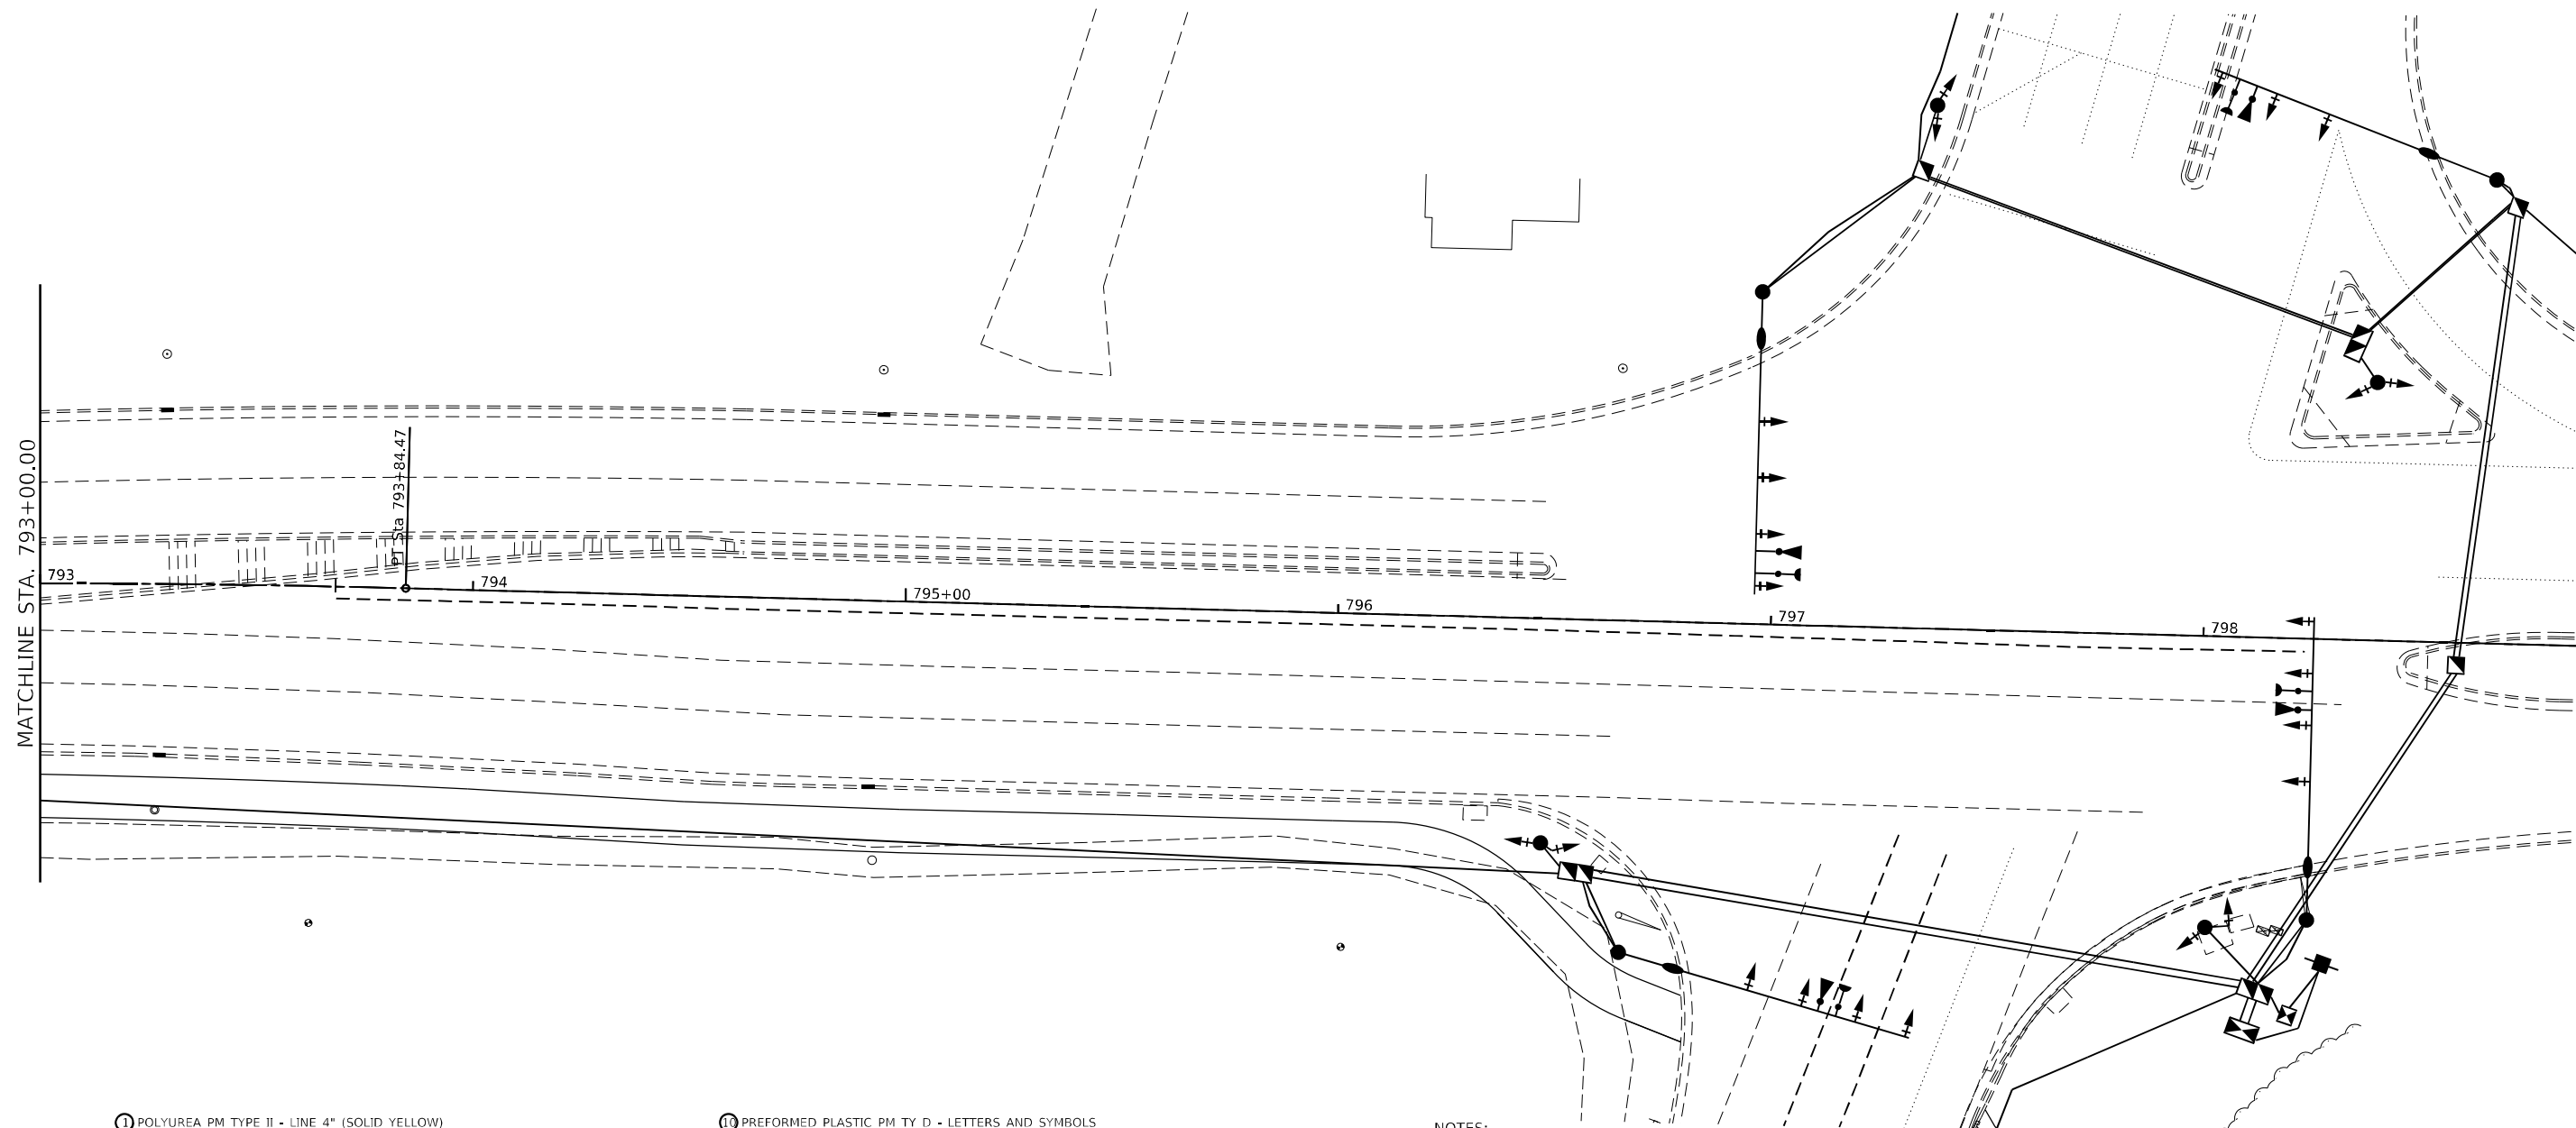 MATCHLINE STA. 793+00.00
Sta 793+84.47
P
793
794
795+00
796
797
798
1 POLYUREA PM TYPE II - LINE 4" (SOLID YELLOW)
10 PREFORMED PLASTIC PM TY D - LETTERS AND SYMBOLS
NOTES: